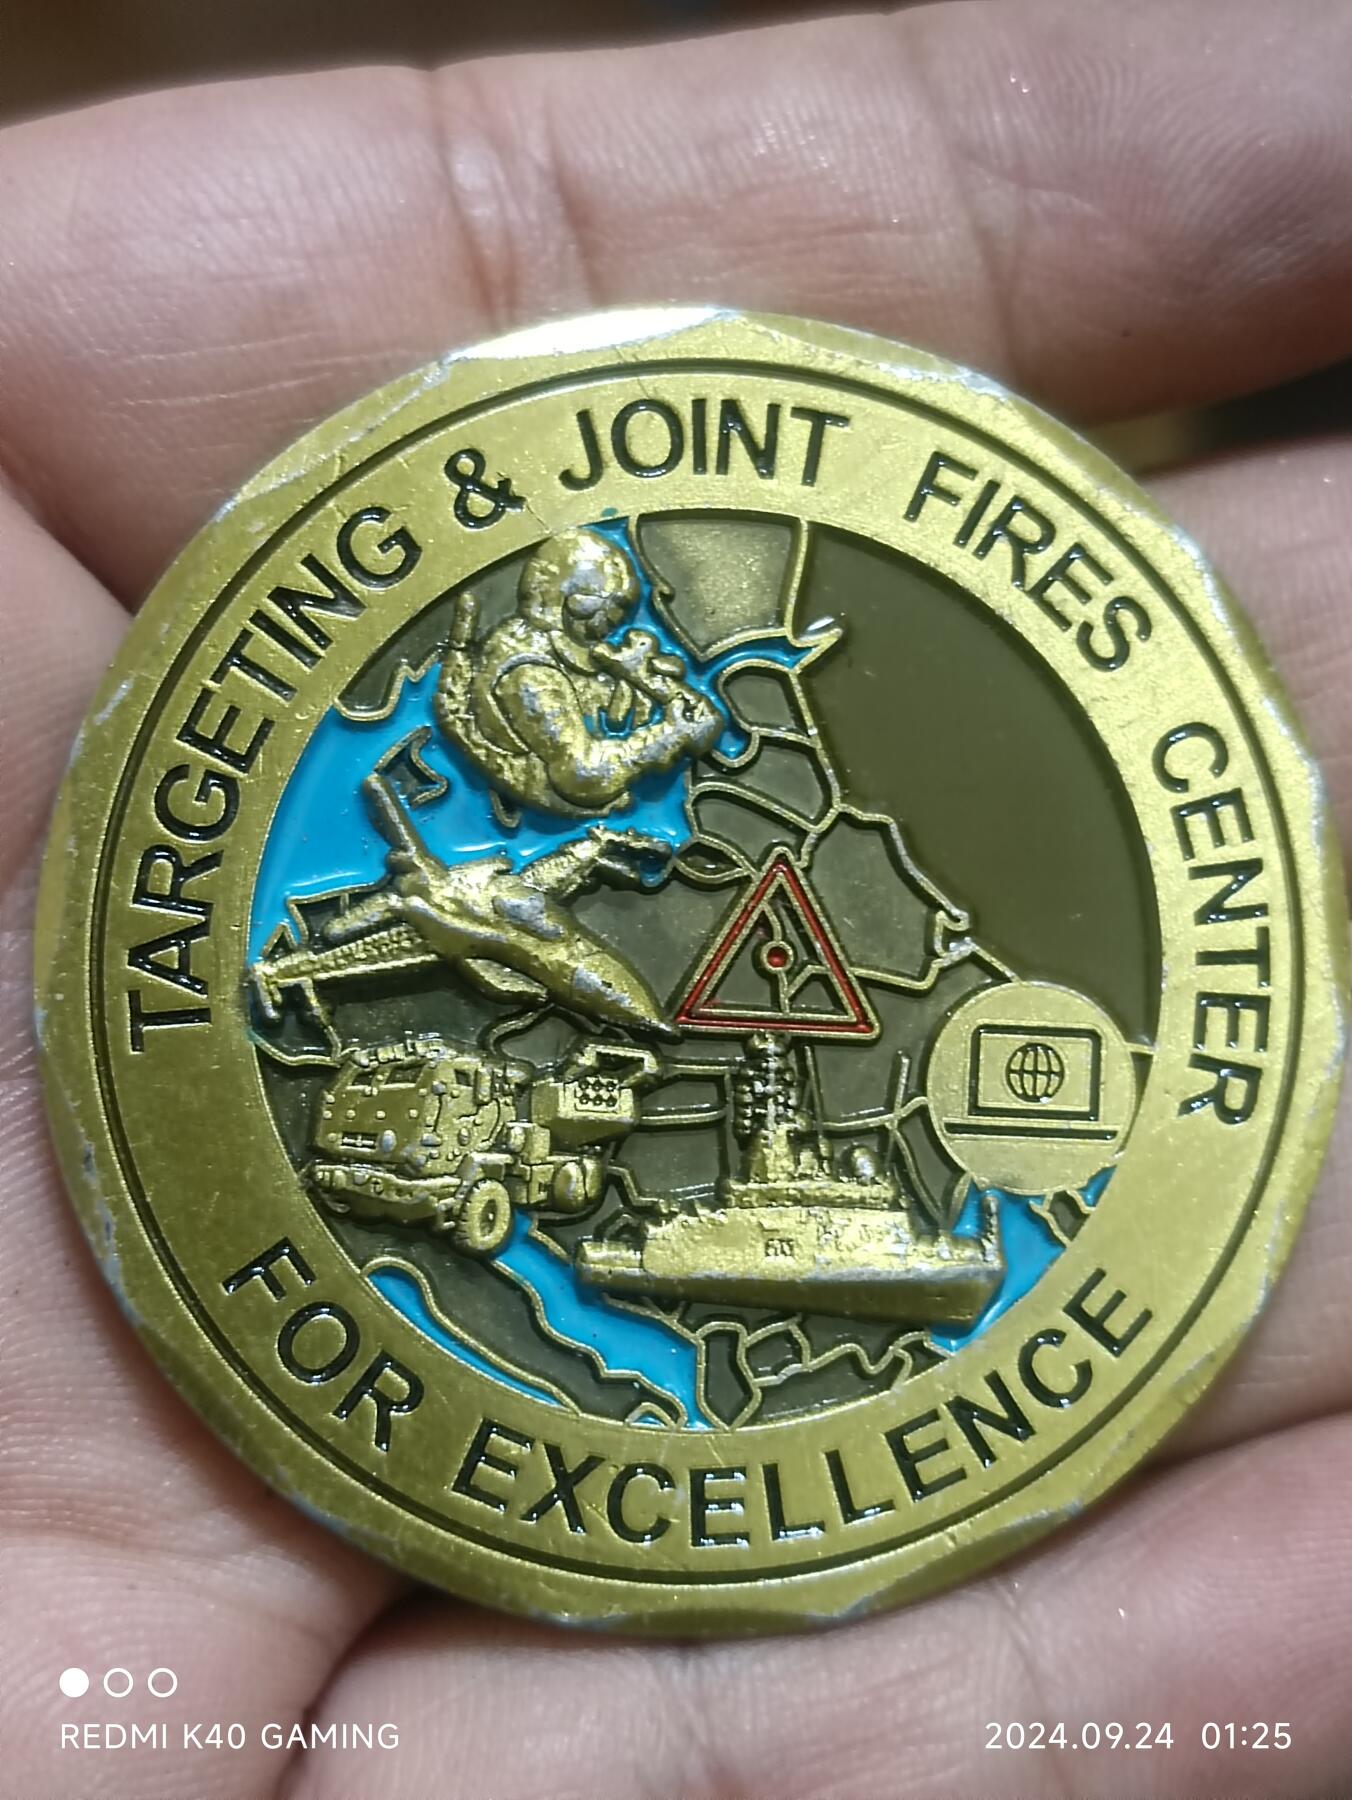 TARGETING & JOINT FIRES CENTER
FOR EXCELLENCE
REDMI K40 GAMING
2024.09.24 01:25